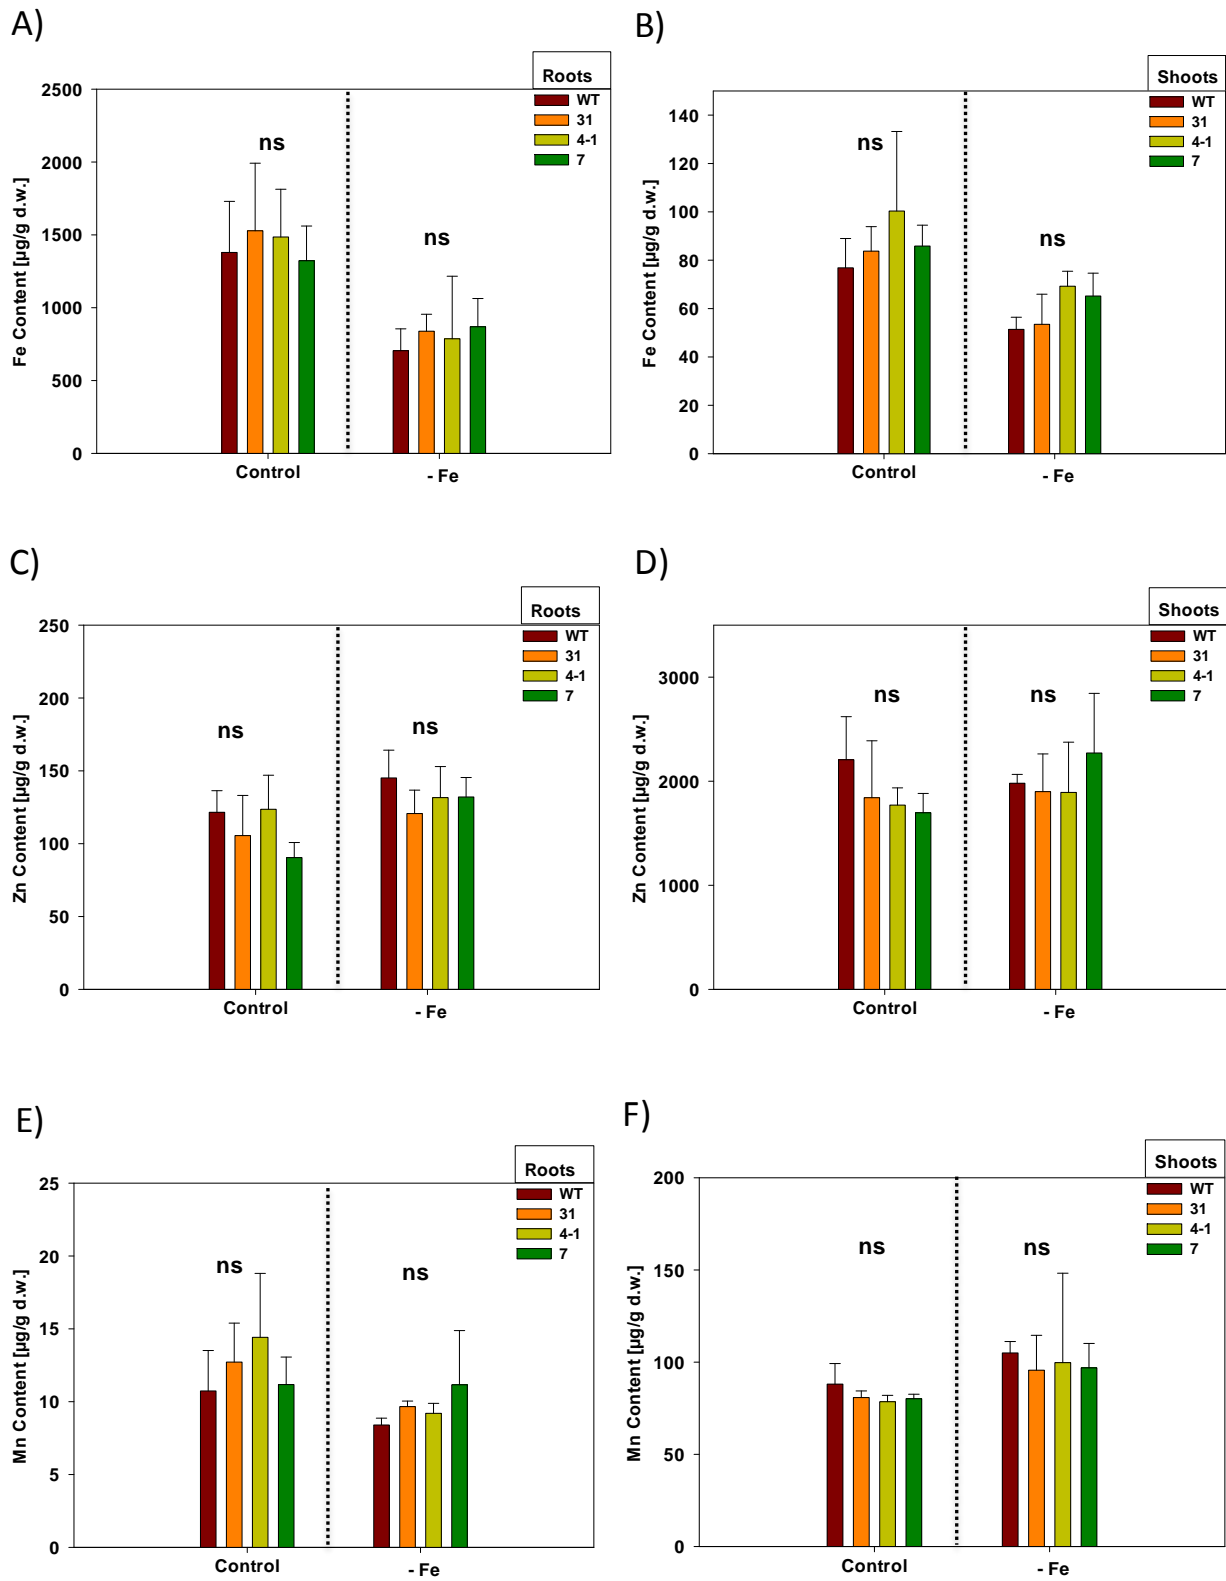 A)
Roots
WT
31
4-1
7
2500
2000
1500
1000
500
0
Fe Content [µg/g d.w.]
ns
ns
Control
- Fe
B)
Shoots
WT
31
4-1
7
140
120
100
80
60
40
20
0
Fe Content [µg/g d.w.]
ns
ns
Control
- Fe
C)
Roots
WT
31
4-1
7
250
200
150
100
50
0
Zn Content [µg/g d.w.]
ns
ns
Control
- Fe
D)
Shoots
WT
31
4-1
7
3000
2000
1000
0
Zn Content [µg/g d.w.]
ns
ns
Control
- Fe
E)
Roots
WT
31
4-1
7
25
20
15
10
5
0
Mn Content [µg/g d.w.]
ns
ns
Control
- Fe
F)
Shoots
WT
31
4-1
7
200
150
100
50
0
Mn Content [µg/g d.w.]
ns
ns
Control
- Fe